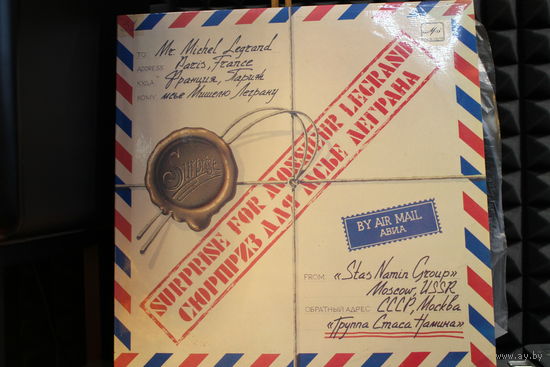 TO: Mr. Michel Legrand
ADDRESS: Paris, France
КУДА: Франция, Париж
КОМУ: мсье Мишелю Леграну
Surprise
SURPRISE FOR MONSIEUR LEGRAND
СЮРПРИЗ ДЛЯ МСЬЕ ЛЕГРАНА
BY AIR MAIL
АВИА
FROM: «Stas Namin Group»
Moscow, USSR
ОБРАТНЫЙ АДРЕС: СССР, Москва
«Группа Стаса Намина»
www.ay.by